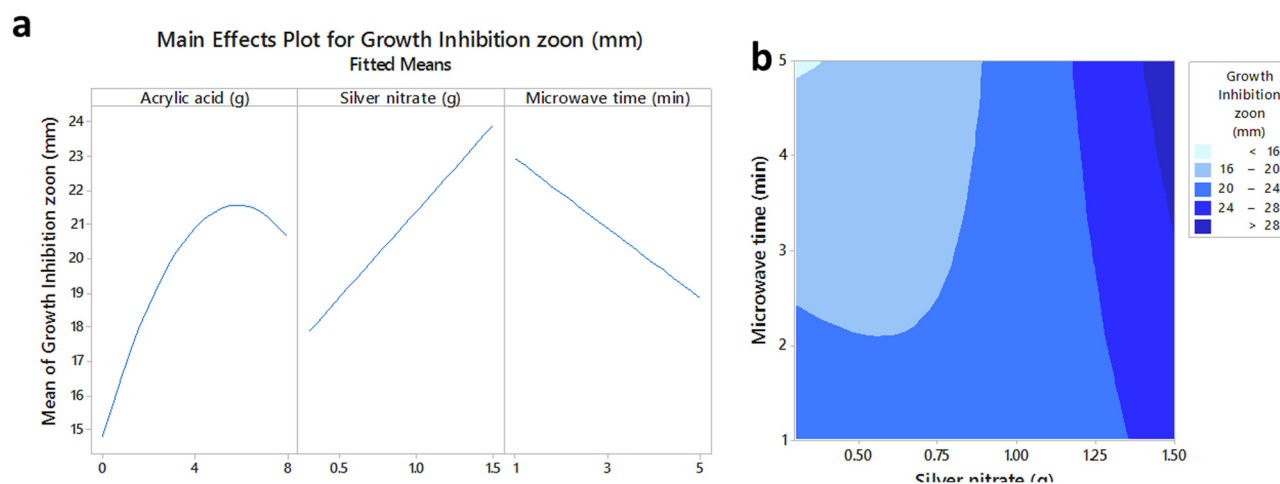 a
Main Effects Plot for Growth Inhibition zoon (mm)
Fitted Means
Acrylic acid (g) Silver nitrate (g) Microwave time (min)
Mean of Growth Inhibition zoon (mm)
24
23
22
21
20
19
18
17
16
15
0 4 8 0.5 1.0 1.5 1 3 5
b
Microwave time (min)
5
4
3
2
1
0.50 0.75 1.00 1.25 1.50
Silver nitrate (g)
Growth
Inhibition
zoon
(mm)
< 16
16 – 20
20 – 24
24 – 28
> 28